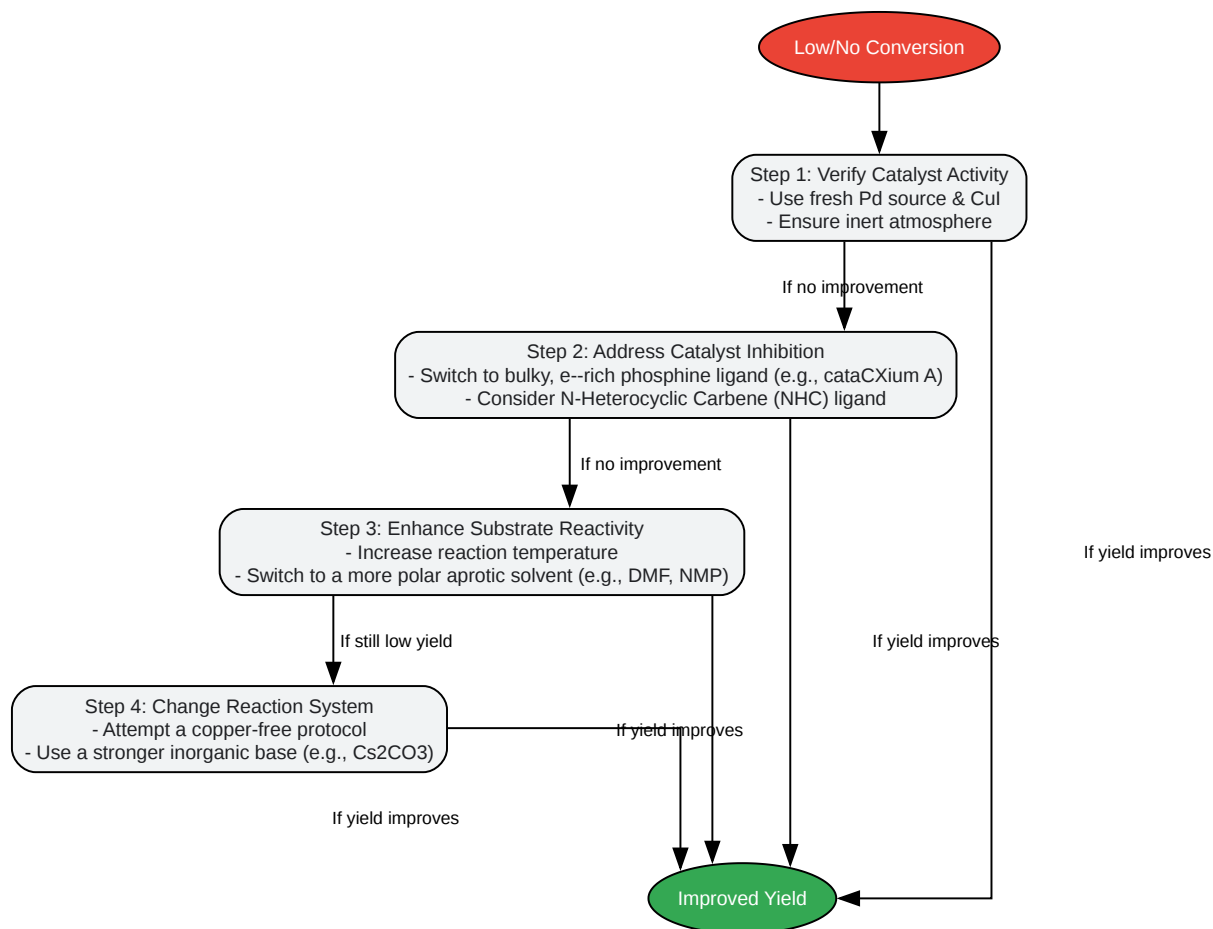 Low/No Conversion
Step 1: Verify Catalyst Activity
- Use fresh Pd source & CuI
- Ensure inert atmosphere
If no improvement
Step 2: Address Catalyst Inhibition
- Switch to bulky, e--rich phosphine ligand (e.g., cataCXium A)
- Consider N-Heterocyclic Carbene (NHC) ligand
If no improvement
Step 3: Enhance Substrate Reactivity
- Increase reaction temperature
- Switch to a more polar aprotic solvent (e.g., DMF, NMP)
If yield improves
If still low yield
If yield improves
Step 4: Change Reaction System
- Attempt a copper-free protocol
- Use a stronger inorganic base (e.g., Cs2CO3)
If yield improves
If yield improves
Improved Yield